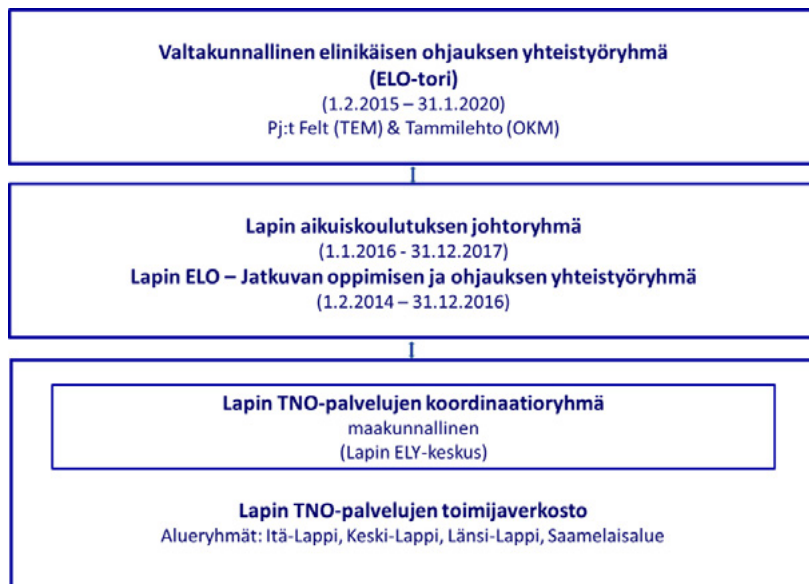 Valtakunnallinen elinikäisen ohjauksen yhteistyöryhmä
(ELO-tori)
(1.2.2015 – 31.1.2020)
Pj:t Felt (TEM) & Tammilehto (OKM)
Lapin aikuiskoulutuksen johtoryhmä
(1.1.2016 - 31.12.2017)
Lapin ELO – Jatkuvan oppimisen ja ohjauksen yhteistyöryhmä
(1.2.2014 – 31.12.2016)
Lapin TNO-palvelujen koordinaatioryhmä
maakunnallinen
(Lapin ELY-keskus)
Lapin TNO-palvelujen toimijaverkosto
Alueryhmät: Itä-Lappi, Keski-Lappi, Länsi-Lappi, Saamelaisalue